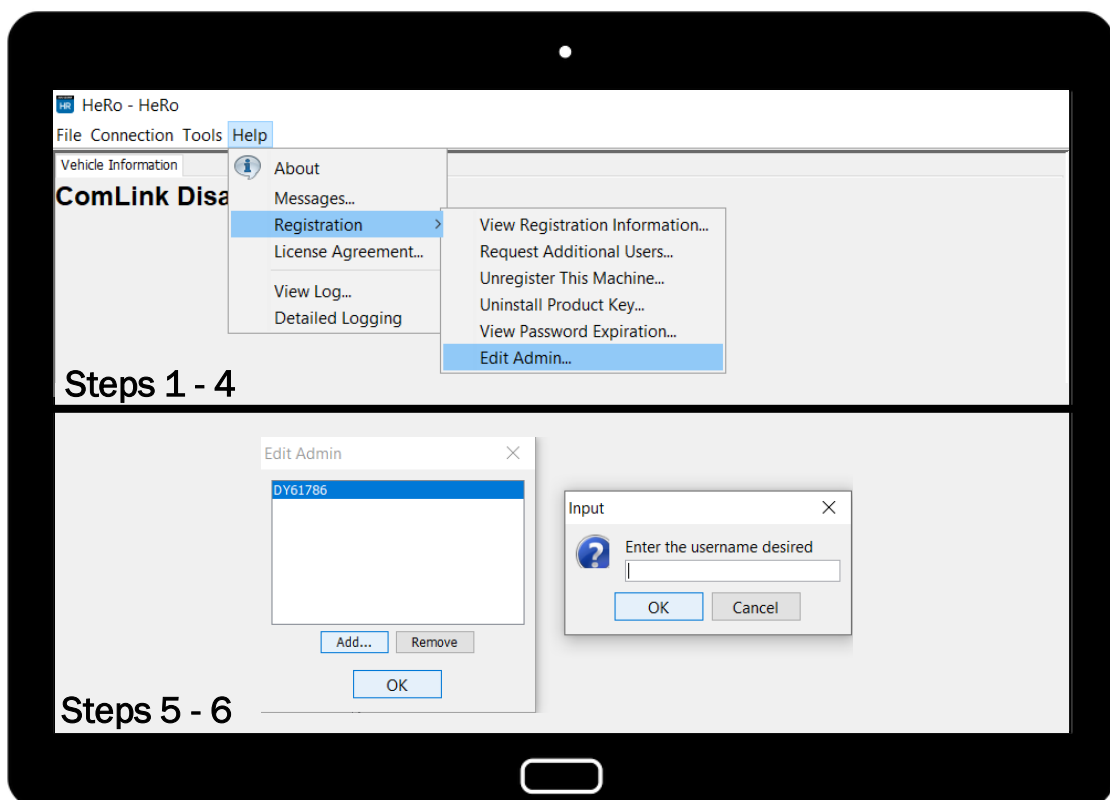 HR HeRo - HeRo
File Connection Tools Help
Vehicle Information
ComLink Disa
About
Messages...
Registration >
License Agreement...
View Log...
Detailed Logging
View Registration Information...
Request Additional Users...
Unregister This Machine...
Uninstall Product Key...
View Password Expiration...
Edit Admin...
Steps 1 - 4
Edit Admin
DY61786
Add... Remove
OK
Input
Enter the username desired
OK Cancel
Steps 5 - 6